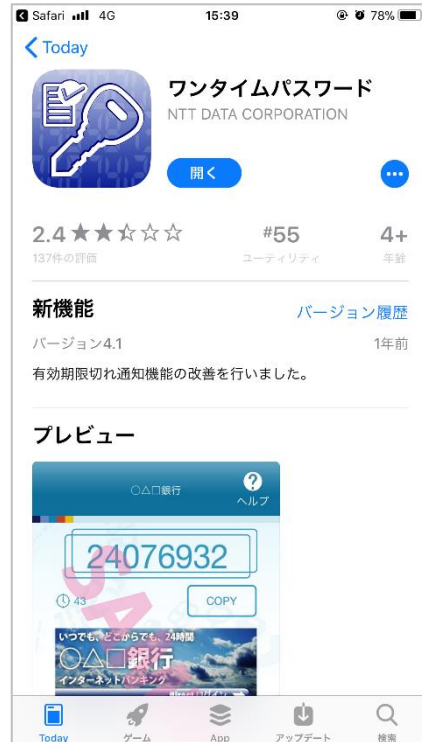 Safari 4G 15:39 78%
Today
ワンタイムパスワード
NTT DATA CORPORATION
開く
2.4 #55 4+
137件の評価 ユーティリティ 年齢
新機能 バージョン履歴
バージョン4.1 1年前
有効期限切れ通知機能の改善を行いました。
プレビュー
○△□銀行
?
ヘルプ
24076932
43 COPY
いつでも、どこからでも、24時間
○△□銀行
インターネットバンキング
Today ゲーム App アップデート 検索